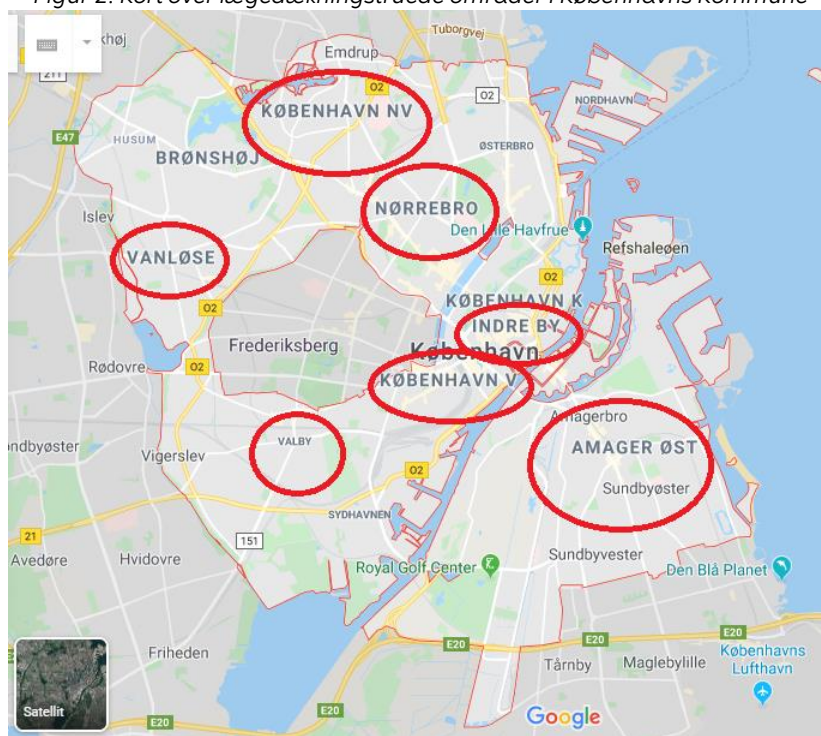 Figur 2: Kort over lægedækningstruede områder i Københavns Kommune
Tuborgvej
Emdrup
211
O2
O2
KØBENHAVN NV
NORDHAVN
E47
HUSUM
BRØNSHØJ
ØSTERBRO
NØRREBRO
Islev
Den Lille Havfrue
VANLØSE
Refshaleøen
O2
O2
KØBENHAVN K
INDRE BY
Frederiksberg
København
Rødovre
O2
KØBENHAVN V
Amagerbro
VALBY
AMAGER ØST
Vigerslev
O2
Sundbyøster
SYDHAVNEN
21
151
Avedøre
Hvidovre
Royal Golf Center
Sundbyvester
Den Blå Planet
E20
E20
E20
Friheden
Københavns
Lufthavn
Tårnby
Maglebylille
Satellit
E20
E20
Google